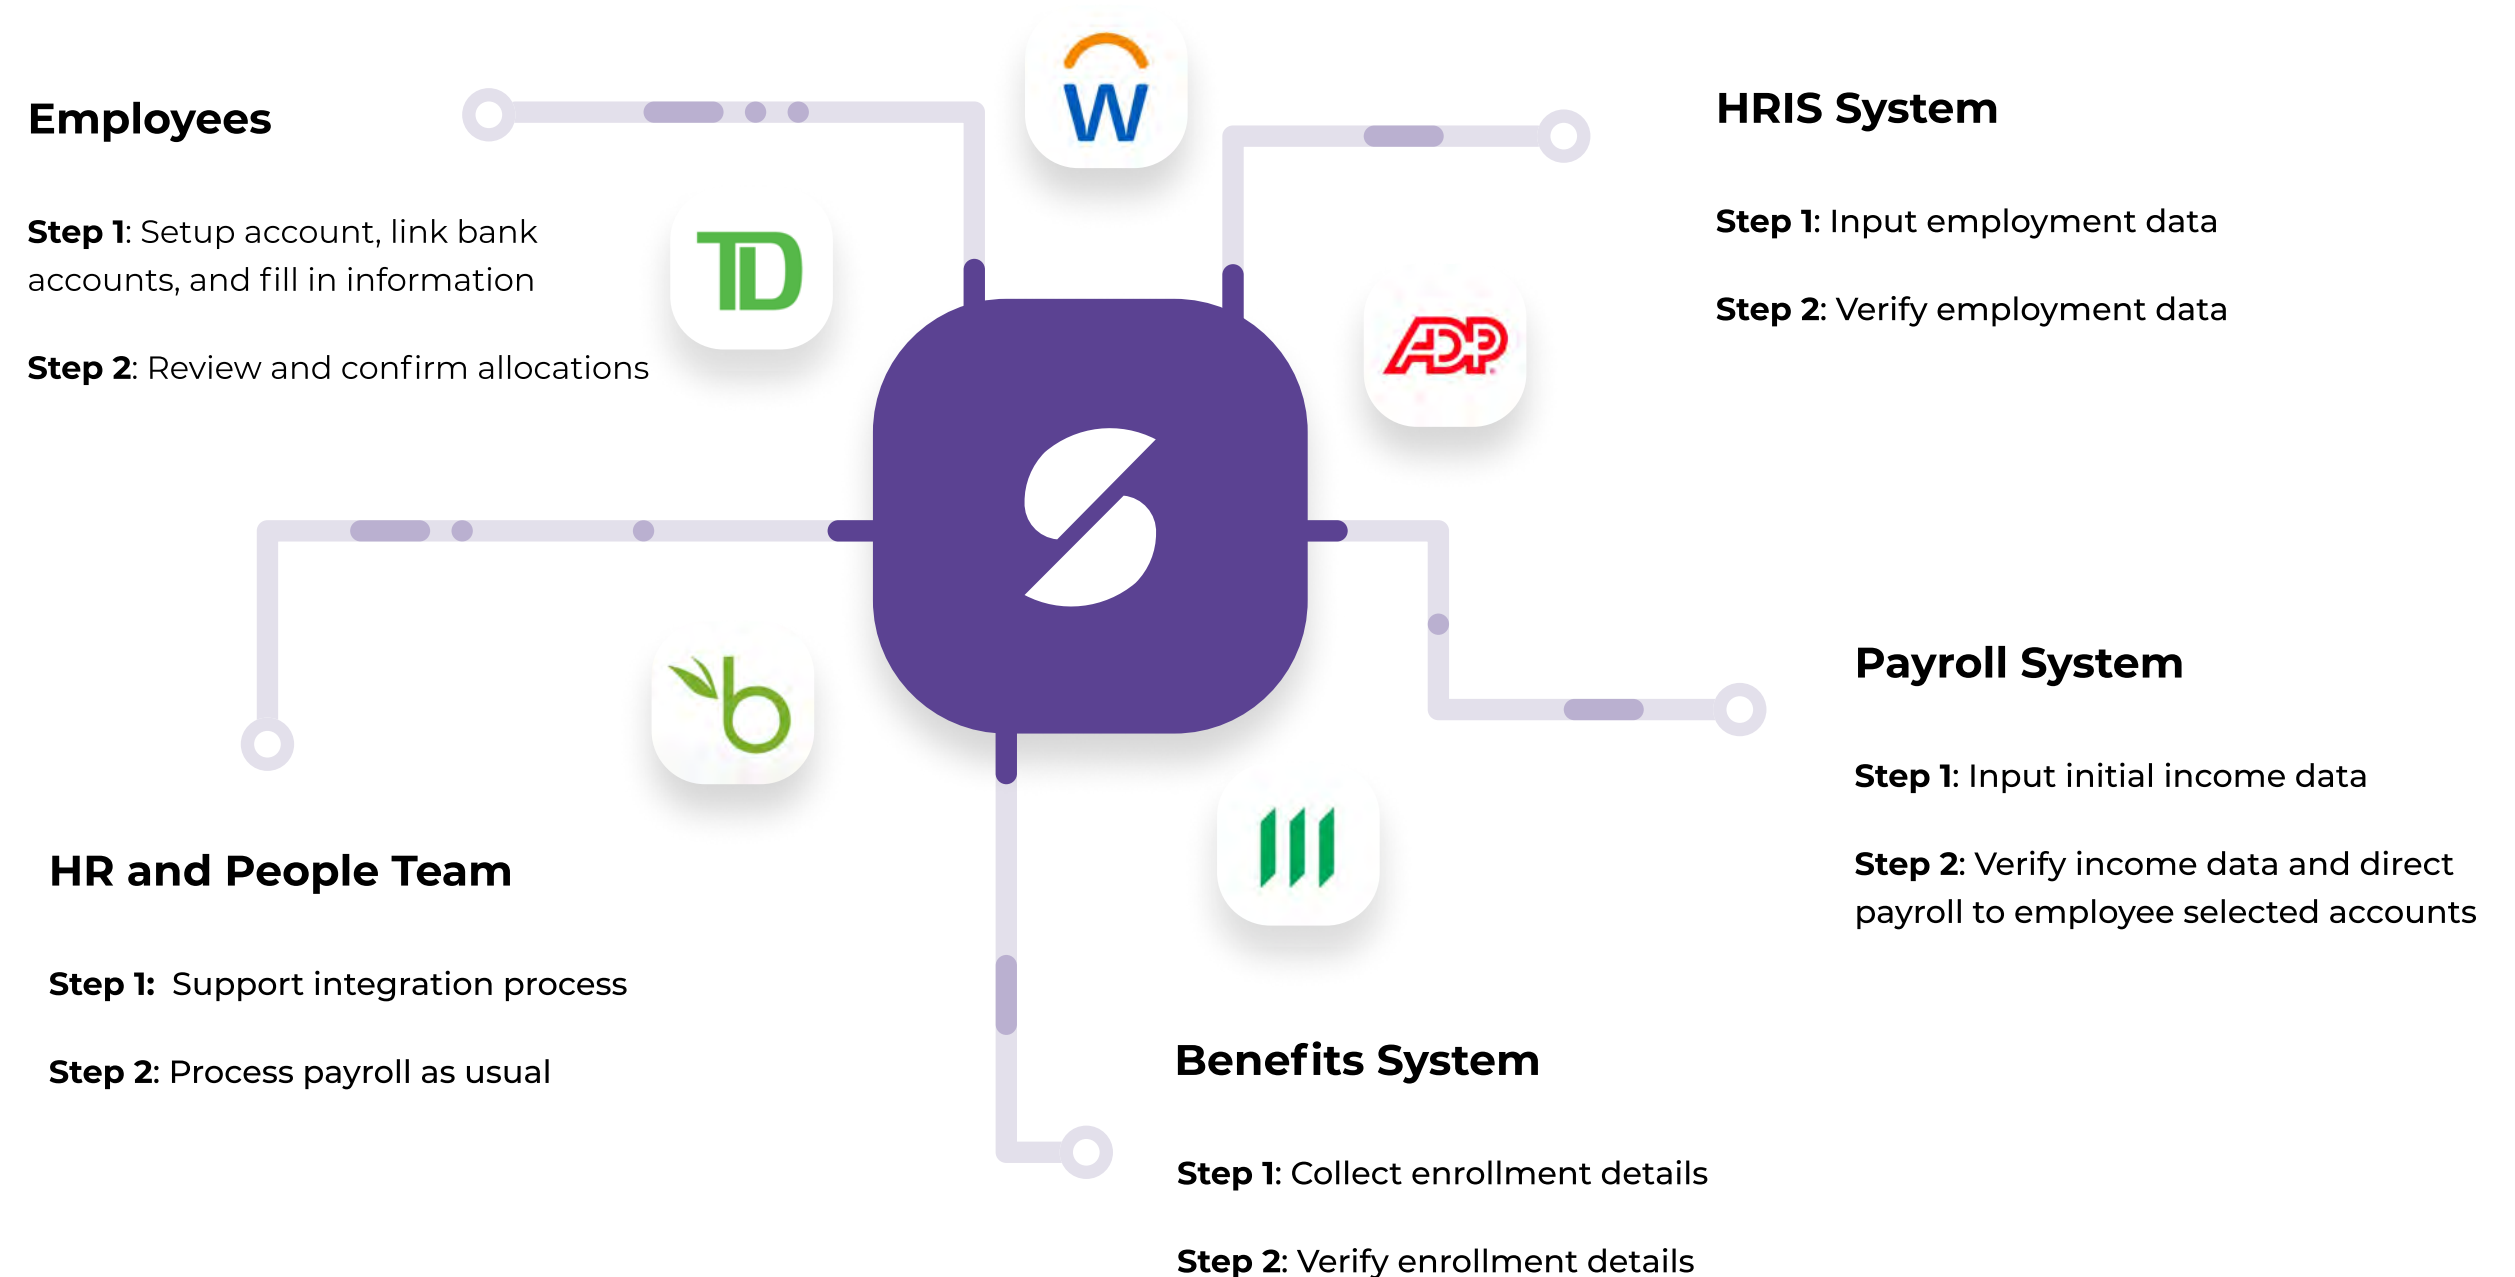 W
Employees
HRIS System
Step 1: Setup account, link bank
accounts, and fill in information
Step 2: Review and confirm allocations
TD
Step 1: Input employment data
Step 2: Verify employment data
ADP
b
Payroll System
Step 1: Input initial income data
Step 2: Verify income data and direct
payroll to employee selected accounts
HR and People Team
Step 1: Support integration process
Step 2: Process payroll as usual
Benefits System
Step 1: Collect enrollment details
Step 2: Verify enrollment details